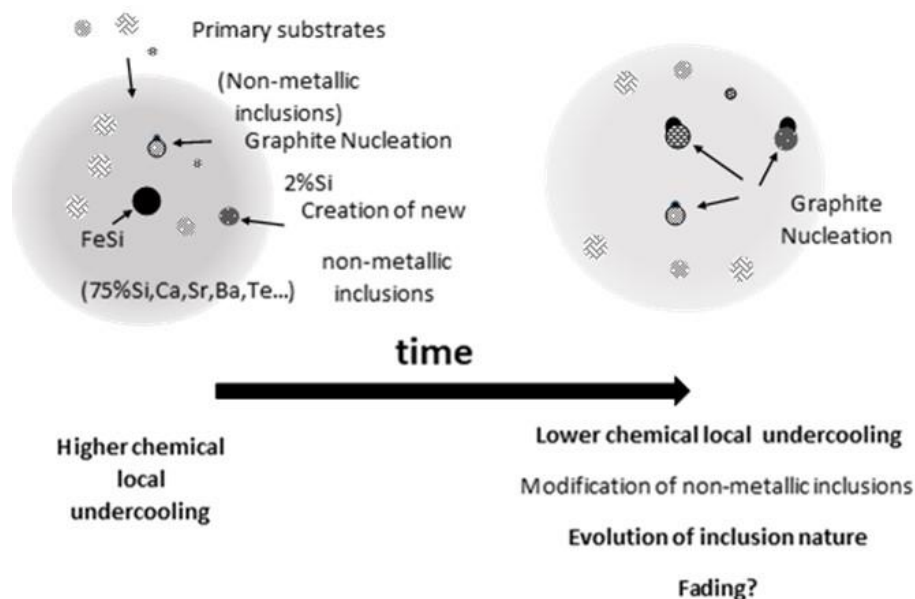 Primary substrates
(Non-metallic
inclusions)
Graphite Nucleation
2%Si
Creation of new
FeSi
non-metallic
(75%Si,Ca,Sr,Ba,Te...)
inclusions
Graphite
Nucleation
time
Higher chemical
local
undercooling
Lower chemical local undercooling
Modification of non-metallic inclusions
Evolution of inclusion nature
Fading?